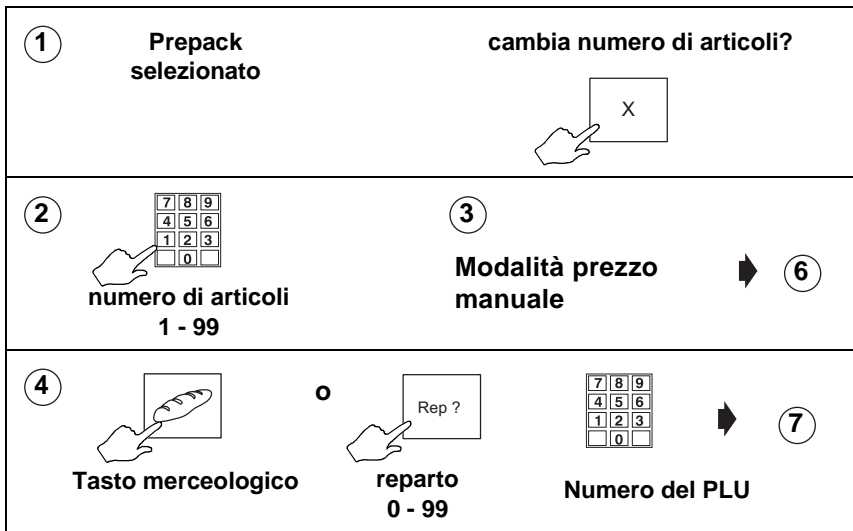 1
Prepack
selezionato
cambia numero di articoli?
X
2
7 8 9
4 5 6
1 2 3
0
numero di articoli
1 - 99
3
Modalità prezzo
manuale
6
4
Tasto merceologico
o
Rep ?
reparto
0 - 99
7 8 9
4 5 6
1 2 3
0
Numero del PLU
7